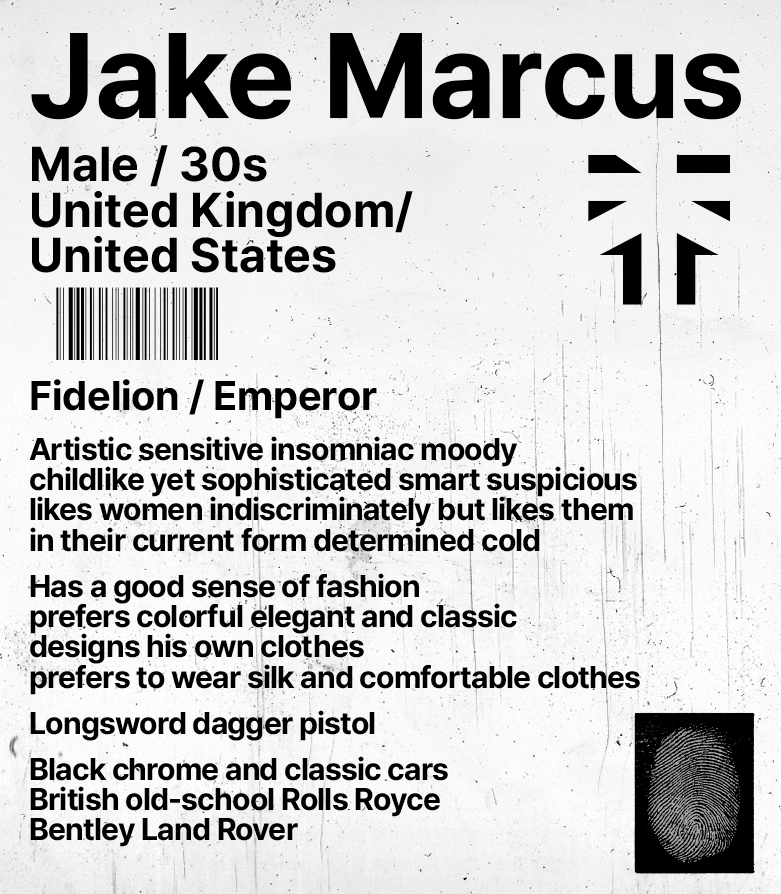 Jake Marcus
Male / 30s
United Kingdom/
United States
Fidelion / Emperor
Artistic sensitive insomniac moody
childlike yet sophisticated smart suspicious
likes women indiscriminately but likes them
in their current form determined cold
Has a good sense of fashion
prefers colorful elegant and classic
designs his own clothes
prefers to wear silk and comfortable clothes
Longsword dagger pistol
Black chrome and classic cars
British old-school Rolls Royce
Bentley Land Rover